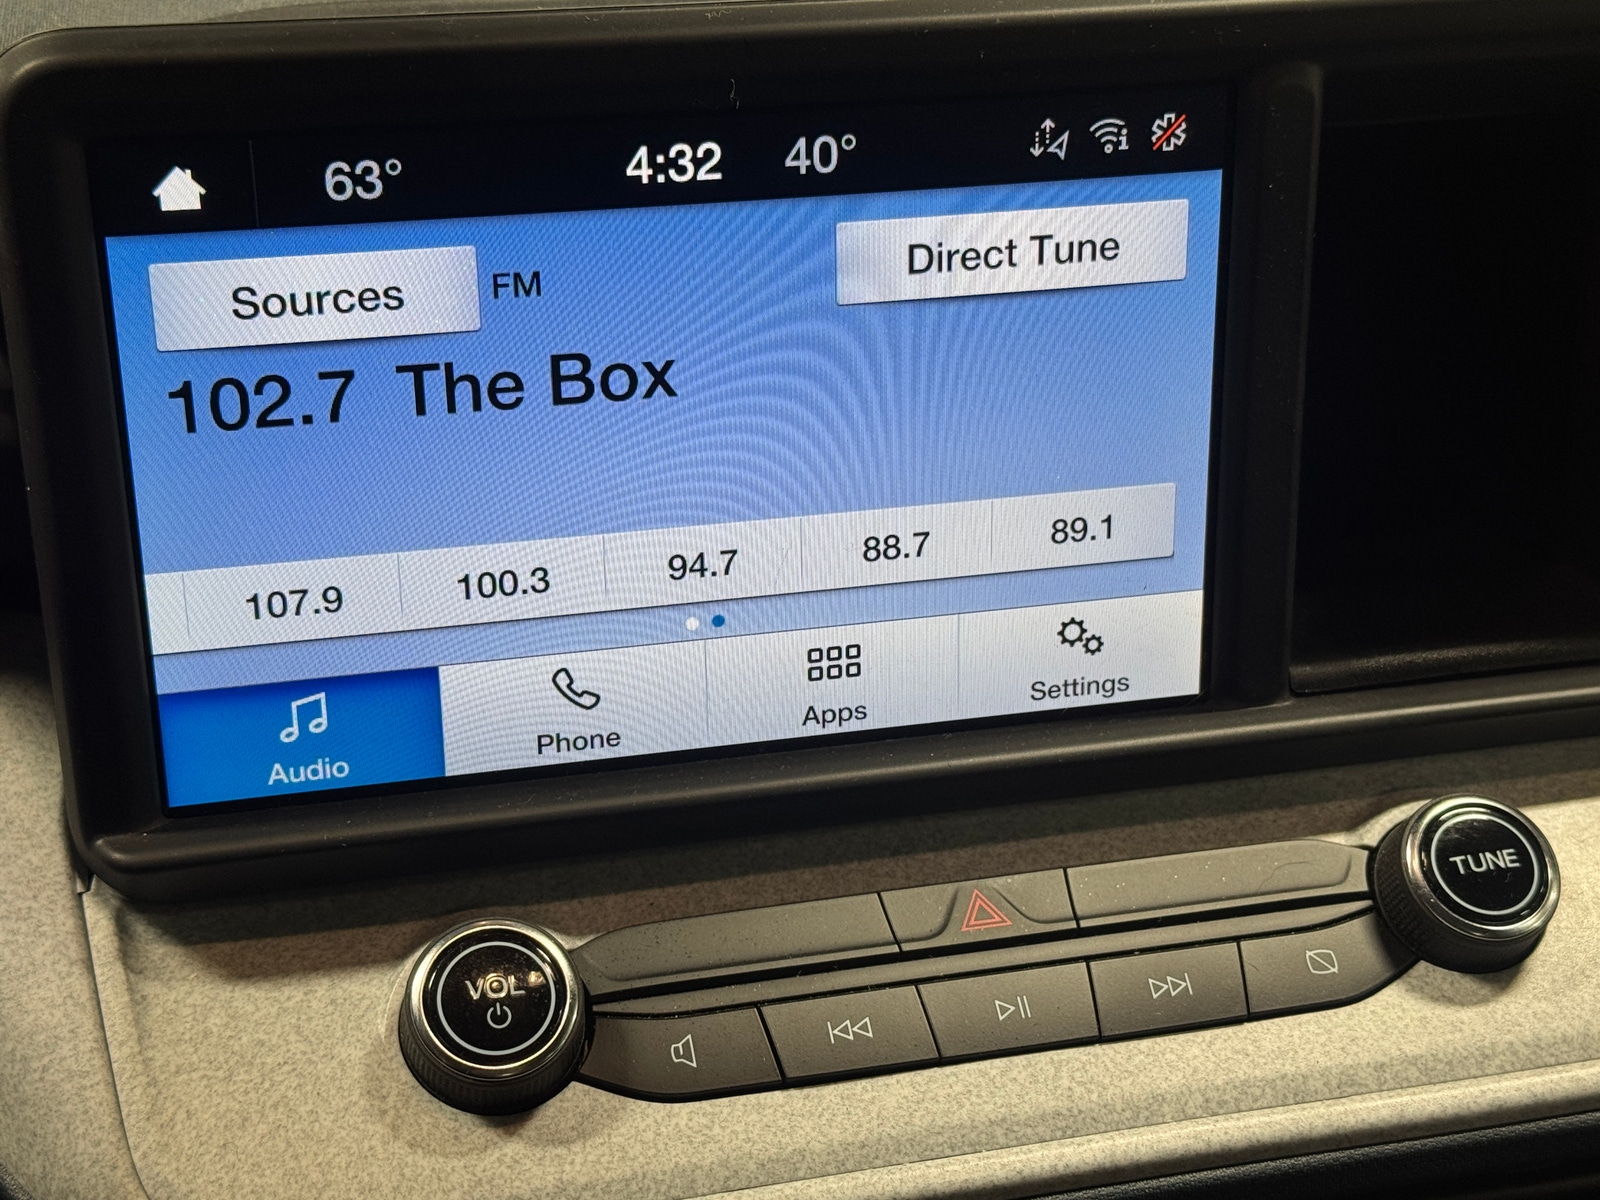 63° 4:32 40°
Sources FM Direct Tune
102.7 The Box
107.9 100.3 94.7 88.7 89.1
Audio Phone Apps Settings
TUNE
VOL